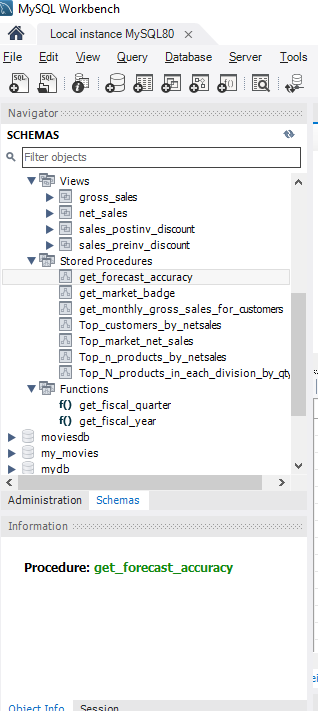 MySQL Workbench
Local instance MySQL80
File Edit View Query Database Server Tools
SQL SQL
Navigator
SCHEMAS
Filter objects
Views
gross_sales
net_sales
sales_postinv_discount
sales_preinv_discount
Stored Procedures
get_forecast_accuracy
get_market_badge
get_monthly_gross_sales_for_customers
Top_customers_by_netsales
Top_market_net_sales
Top_n_products_by_netsales
Top_N_products_in_each_division_by_qty
Functions
f() get_fiscal_quarter
f() get_fiscal_year
moviesdb
my_movies
mydb
Administration Schemas
Information
Procedure: get_forecast_accuracy
Object Info Session